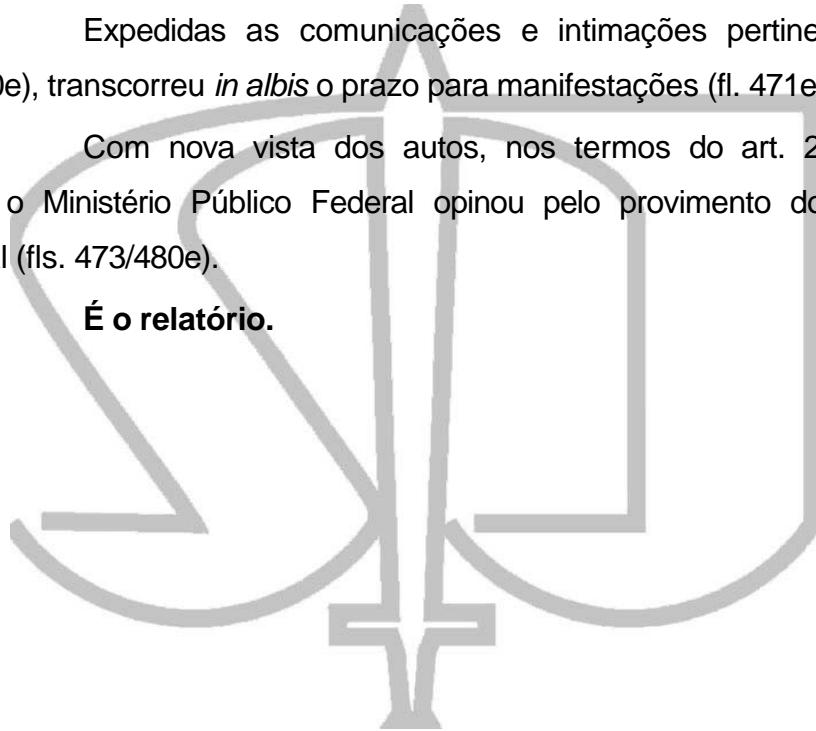 Expedidas as comunicações e intimações pertine
0e), transcorreu in albis o prazo para manifestações (fl. 471e
Com nova vista dos autos, nos termos do art. 2
o Ministério Público Federal opinou pelo provimento do
l (fls. 473/480e).
É o relatório.